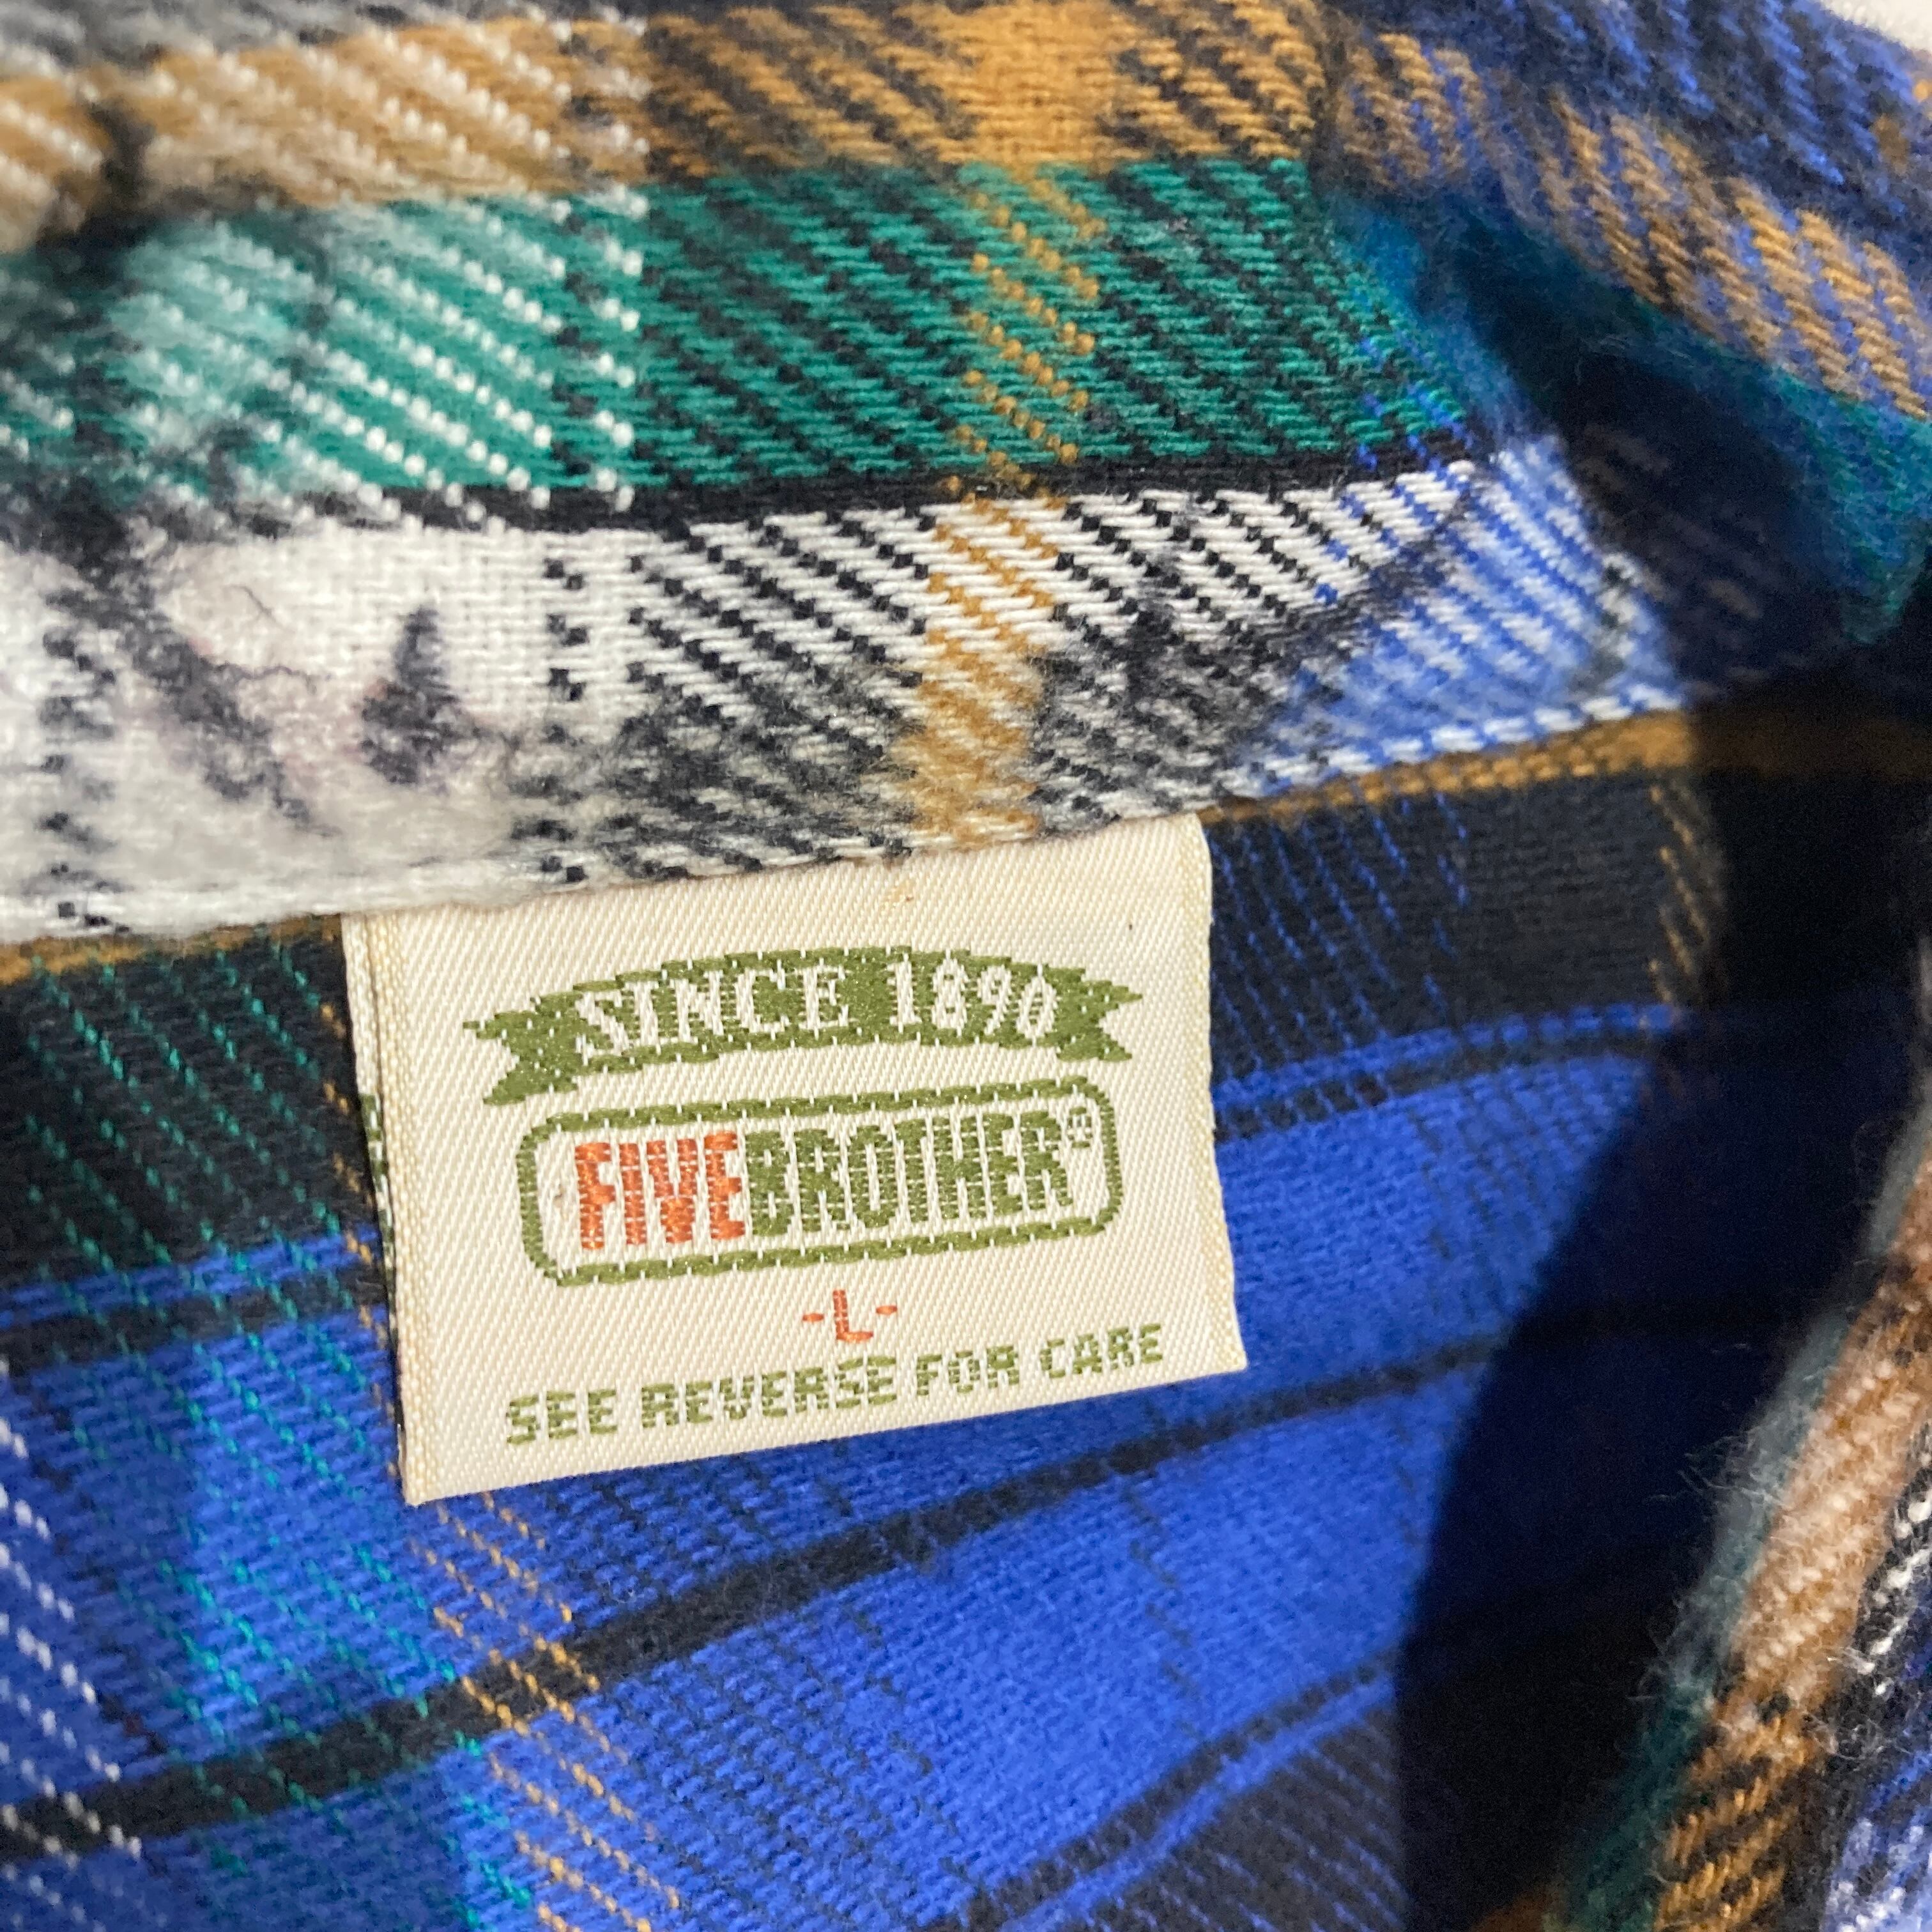 SINCE 1890
FIVEBROTHER®
-L-
SEE REVERSE FOR CARE